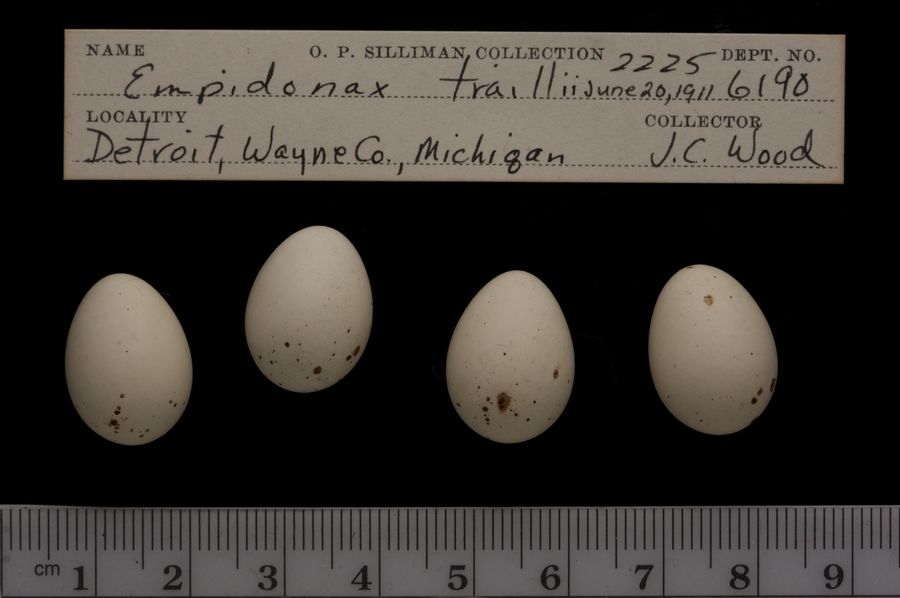 NAME O. P. SILLIMAN COLLECTION 2225 DEPT. NO.
Empidonax traillii June 20, 1911 6190
LOCALITY COLLECTOR
Detroit, Wayne Co., Michigan J.C. Wood
cm 1 2 3 4 5 6 7 8 9